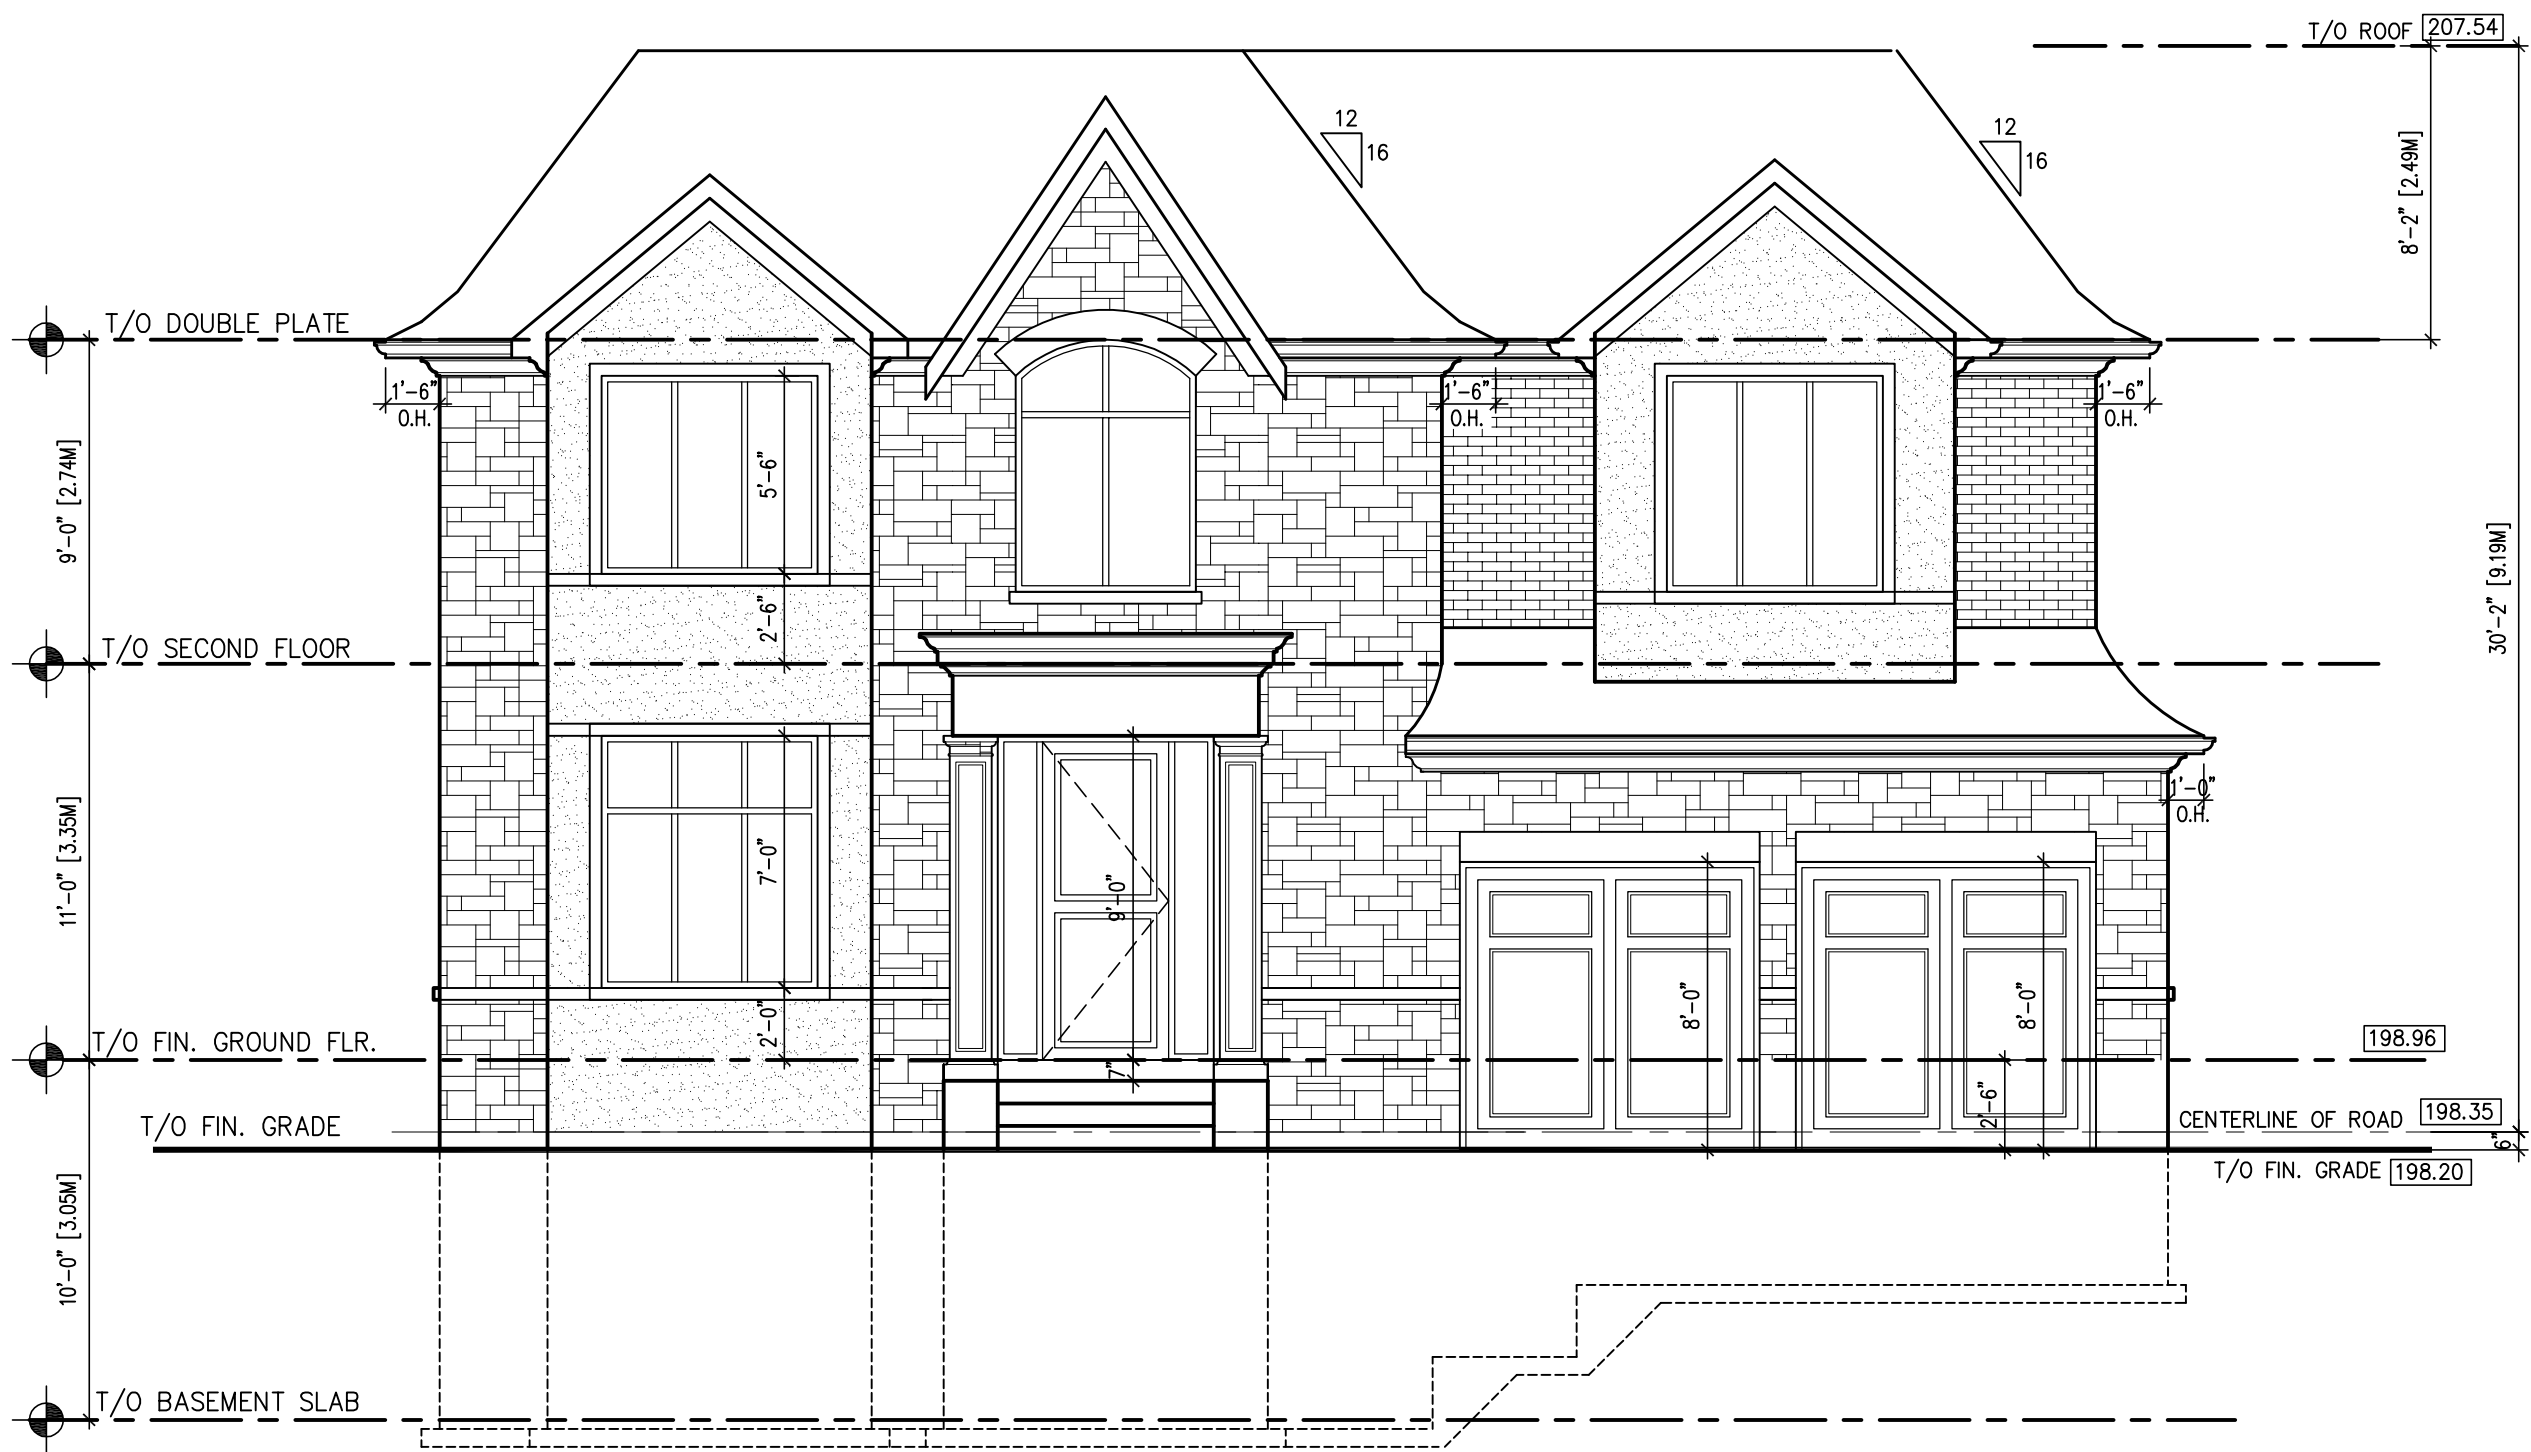 T/O ROOF 207.54
12
16
12
16
8'-2" [2.49M]
T/O DOUBLE PLATE
1'-6"
O.H.
1'-6"
O.H.
1'-6"
O.H.
9'-0" [2.74M]
5'-6"
2'-6"
30'-2" [9.19M]
T/O SECOND FLOOR
1'-0"
O.H.
11'-0" [3.35M]
7'-0"
9'-0"
8'-0"
8'-0"
2'-0"
T/O FIN. GROUND FLR.
198.96
7"
2'-6"
T/O FIN. GRADE
CENTERLINE OF ROAD 198.35
6"
T/O FIN. GRADE 198.20
10'-0" [3.05M]
T/O BASEMENT SLAB